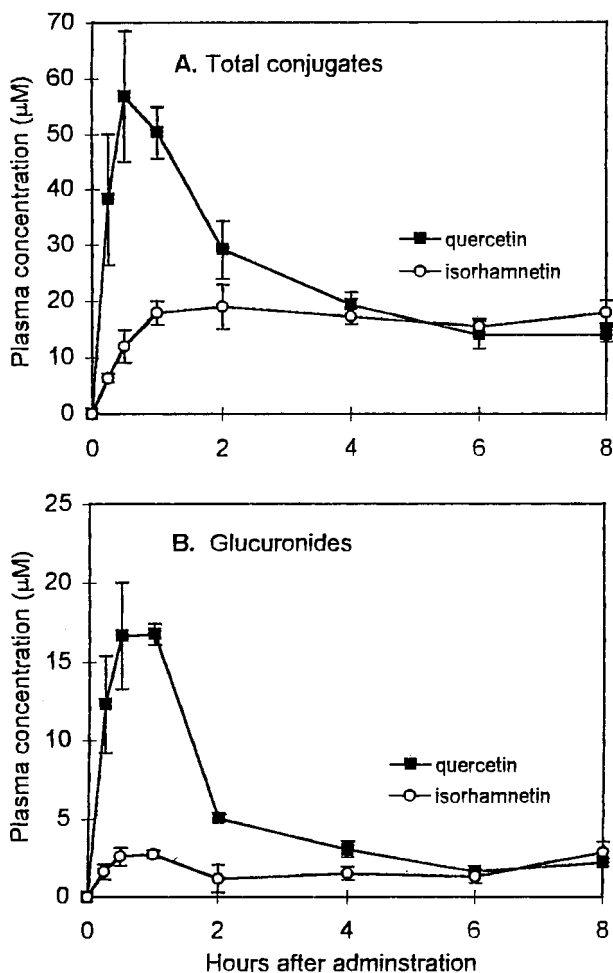 70
60
50
40
30
20
10
0
Plasma concentration (µM)
A. Total conjugates
quercetin
isorhamnetin
0 2 4 6 8
25
20
15
10
5
0
Plasma concentration (µM)
B. Glucuronides
quercetin
isorhamnetin
0 2 4 6 8
Hours after adminstration